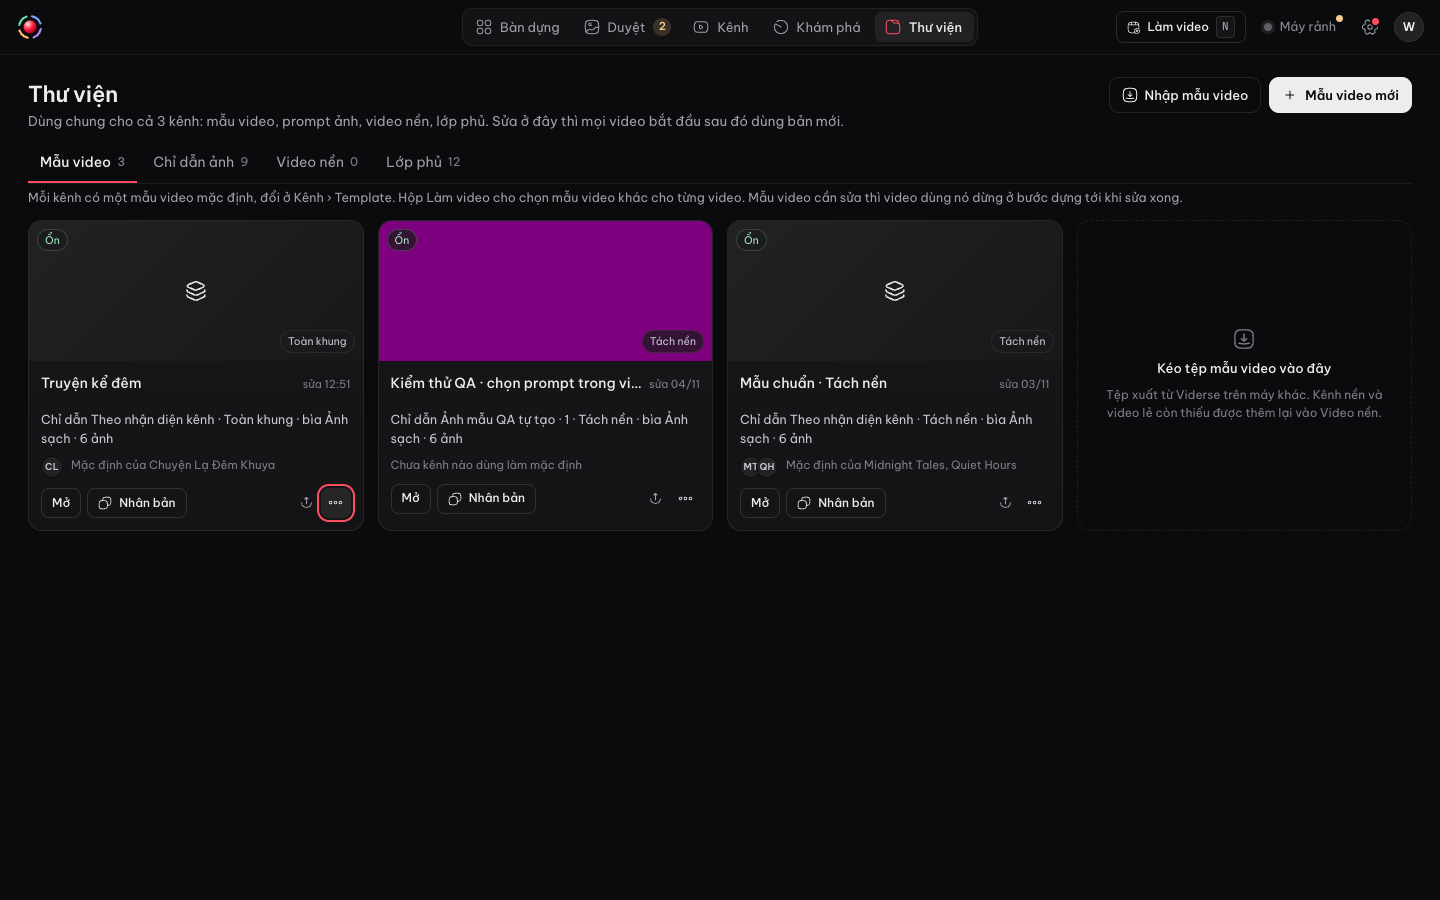 Bàn dựng
Duyệt 2
Kênh
Khám phá
Thư viện
Làm video N
Máy rảnh
W
Thư viện
Dùng chung cho cả 3 kênh: mẫu video, prompt ảnh, video nền, lớp phủ. Sửa ở đây thì mọi video bắt đầu sau đó dùng bản mới.
Nhập mẫu video
+ Mẫu video mới
Mẫu video 3
Chỉ dẫn ảnh 9
Video nền 0
Lớp phủ 12
Mỗi kênh có một mẫu video mặc định, đổi ở Kênh › Template. Hộp Làm video cho chọn mẫu video khác cho từng video. Mẫu video cần sửa thì video dùng nó dừng ở bước dựng tới khi sửa xong.
Ổn
Toàn khung
Truyện kể đêm
sửa 12:51
Chỉ dẫn Theo nhận diện kênh · Toàn khung · bìa Ảnh
sạch · 6 ảnh
CL Mặc định của Chuyện Lạ Đêm Khuya
Mở
Nhân bản
Ổn
Tách nền
Kiểm thử QA · chọn prompt trong vi...
sửa 04/11
Chỉ dẫn Ảnh mẫu QA tự tạo · 1 · Tách nền · bìa Ảnh
sạch · 6 ảnh
Chưa kênh nào dùng làm mặc định
Mở
Nhân bản
Ổn
Tách nền
Mẫu chuẩn · Tách nền
sửa 03/11
Chỉ dẫn Theo nhận diện kênh · Tách nền · bìa Ảnh
sạch · 6 ảnh
MT QH Mặc định của Midnight Tales, Quiet Hours
Mở
Nhân bản
Kéo tệp mẫu video vào đây
Tệp xuất từ Viderse trên máy khác. Kênh nền và
video lẻ còn thiếu được thêm lại vào Video nền.